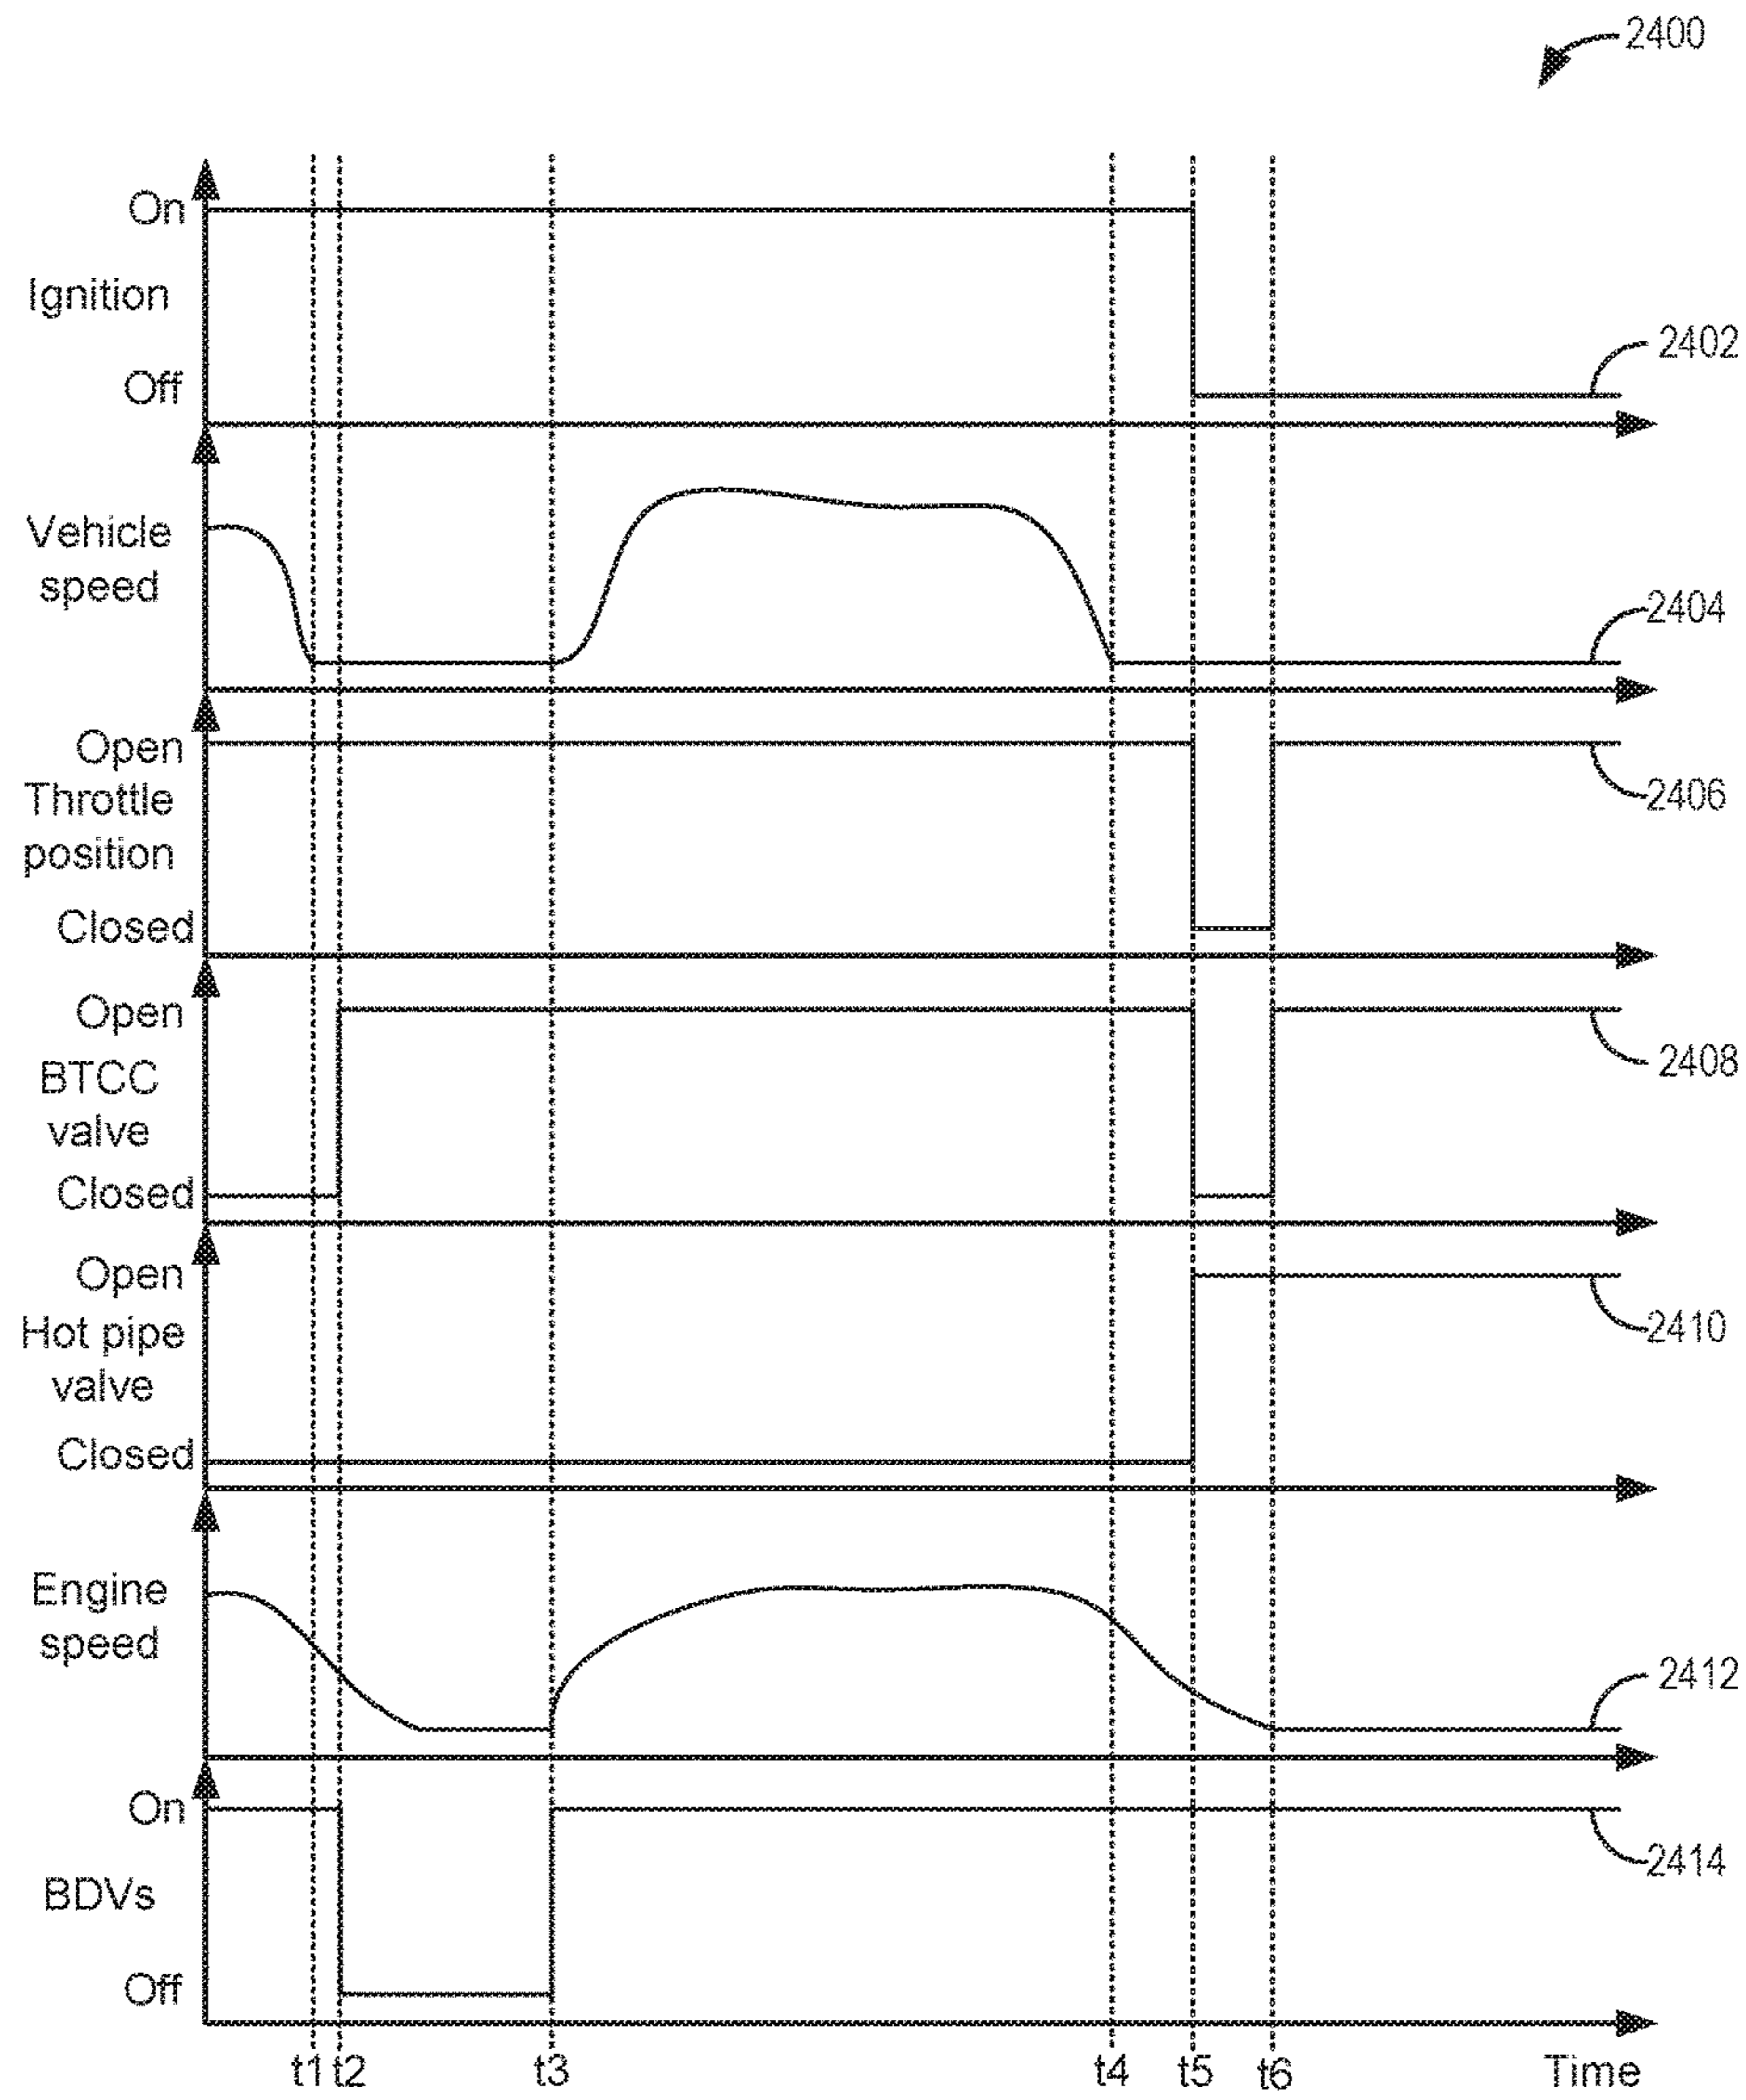 2400
On
Ignition
Off
2402
Vehicle
speed
2404
Open
Throttle
position
Closed
2406
Open
BTCC
valve
Closed
2408
Open
Hot pipe
valve
Closed
2410
Engine
speed
2412
On
BDVs
Off
2414
t1 t2 t3 t4 t5 t6 Time